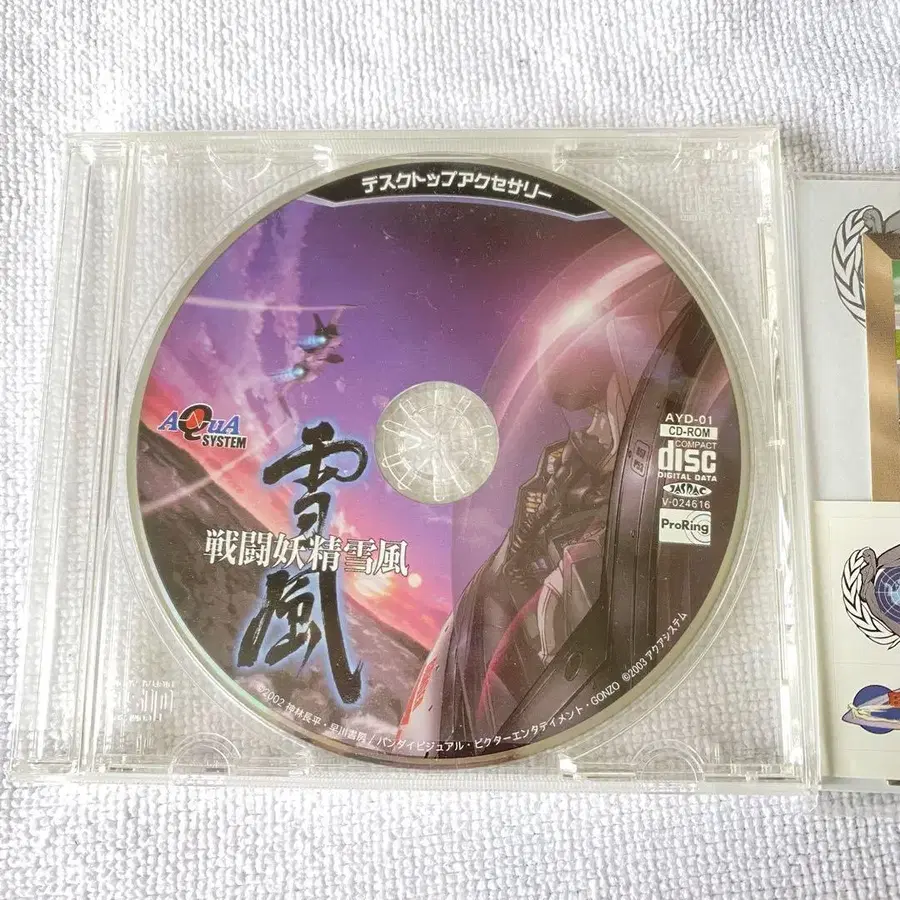 デスクトップアクセサリー
AQuA
SYSTEM
雪風
戦闘妖精雪風
AYD-01
CD-ROM
COMPACT
disc
DIGITAL DATA
JASRAC
V-024616
ProRing
©2002 神林長平・早川書房 / バンダイビジュアル・ビクターエンタテイメント・GONZO ©2003 アクアシステム